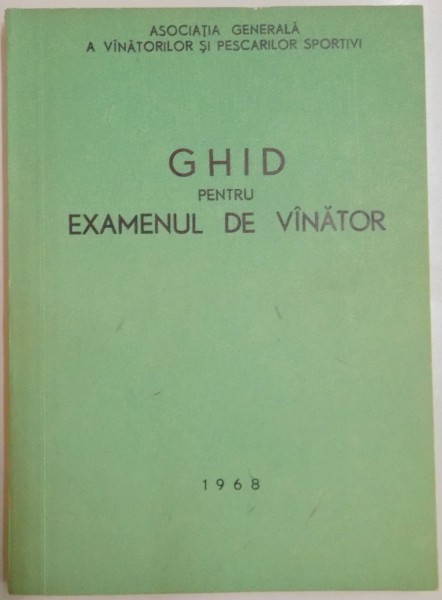 ASOCIAȚIA GENERALĂ
A VÎNĂTORILOR ȘI PESCARILOR SPORTIVI
GHID
PENTRU
EXAMENUL DE VÎNĂTOR
1968